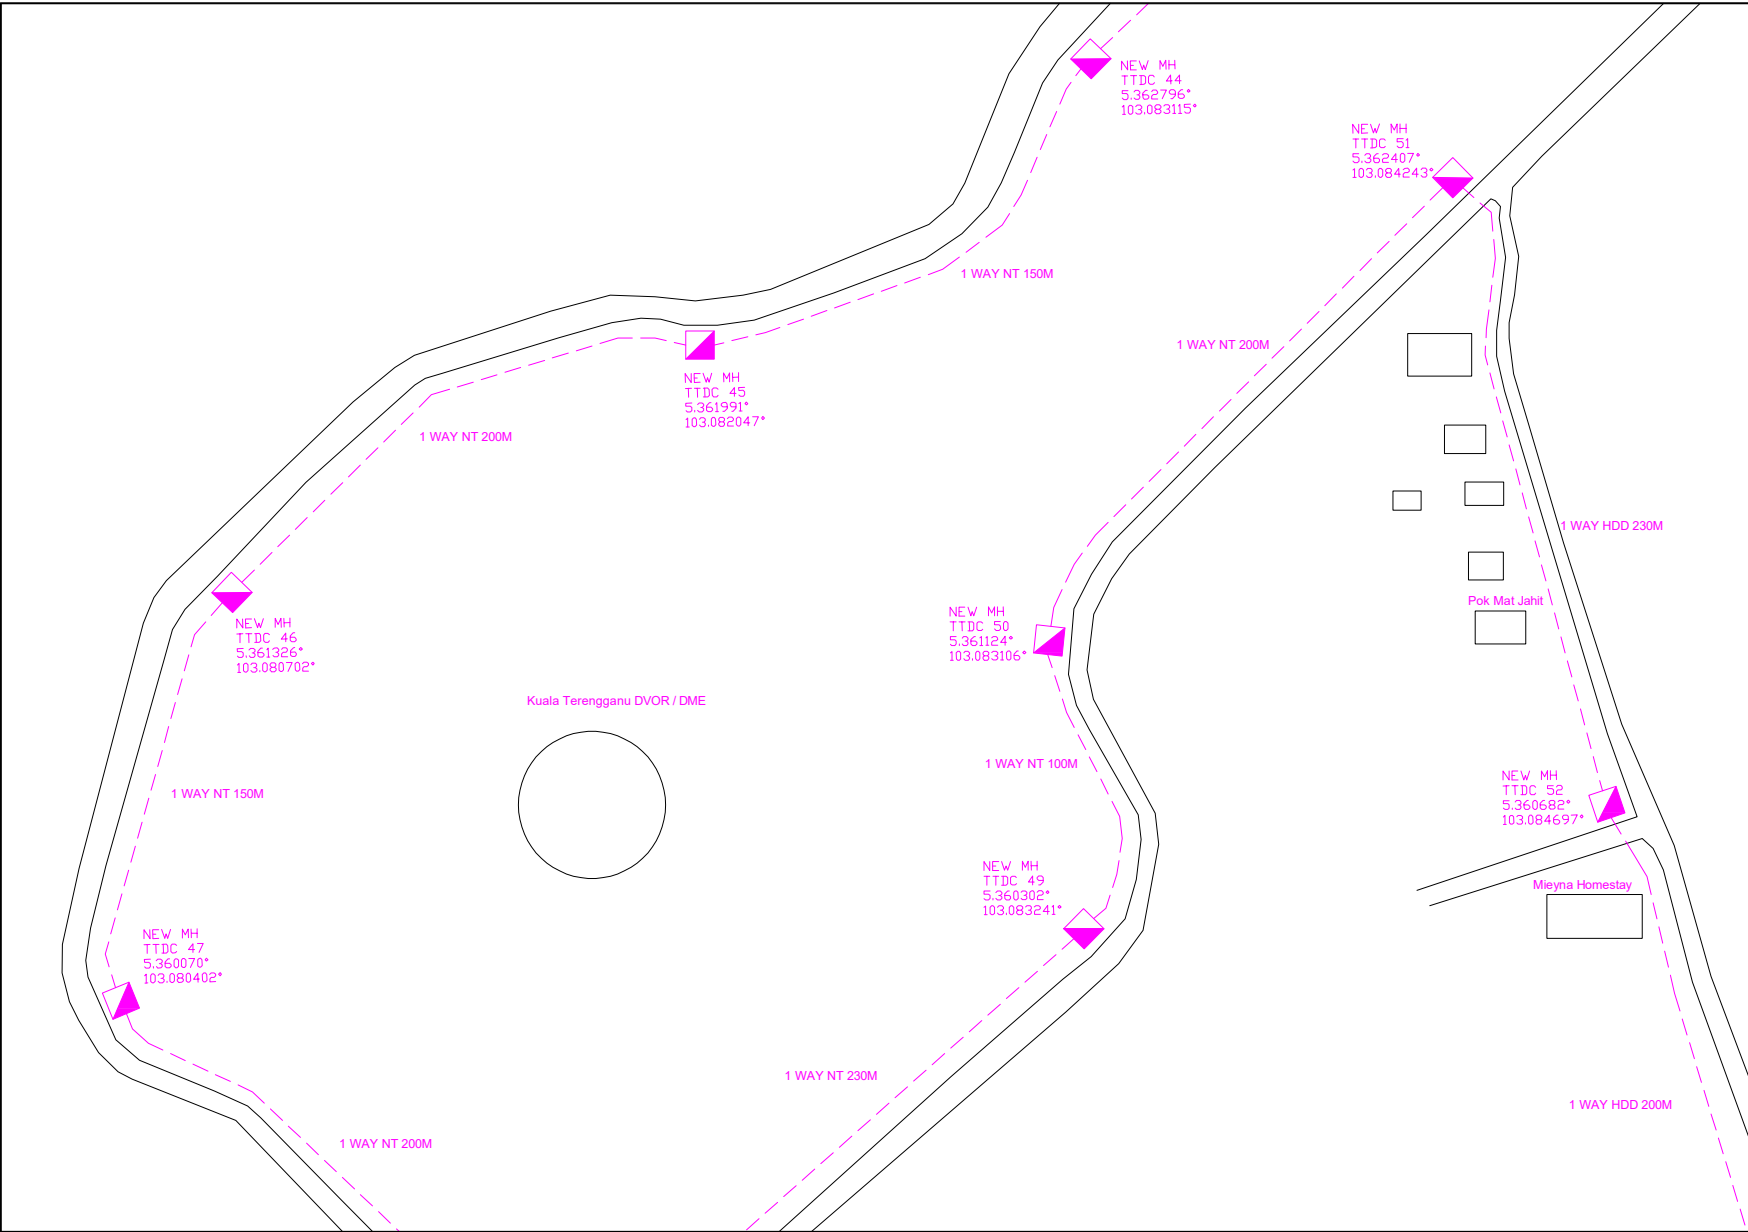 NEW MH
TTDC 44
5.362796°
103.083115°
NEW MH
TTDC 51
5.362407°
103.084243°
1 WAY NT 150M
1 WAY NT 200M
NEW MH
TTDC 45
5.361991°
103.082047°
1 WAY NT 200M
1 WAY HDD 230M
Pok Mat Jahit
NEW MH
TTDC 46
5.361326°
103.080702°
NEW MH
TTDC 50
5.361124°
103.083106°
Kuala Terengganu DVOR / DME
1 WAY NT 100M
1 WAY NT 150M
NEW MH
TTDC 52
5.360682°
103.084697°
NEW MH
TTDC 49
5.360302°
103.083241°
Mieyna Homestay
NEW MH
TTDC 47
5.360070°
103.080402°
1 WAY NT 230M
1 WAY HDD 200M
1 WAY NT 200M